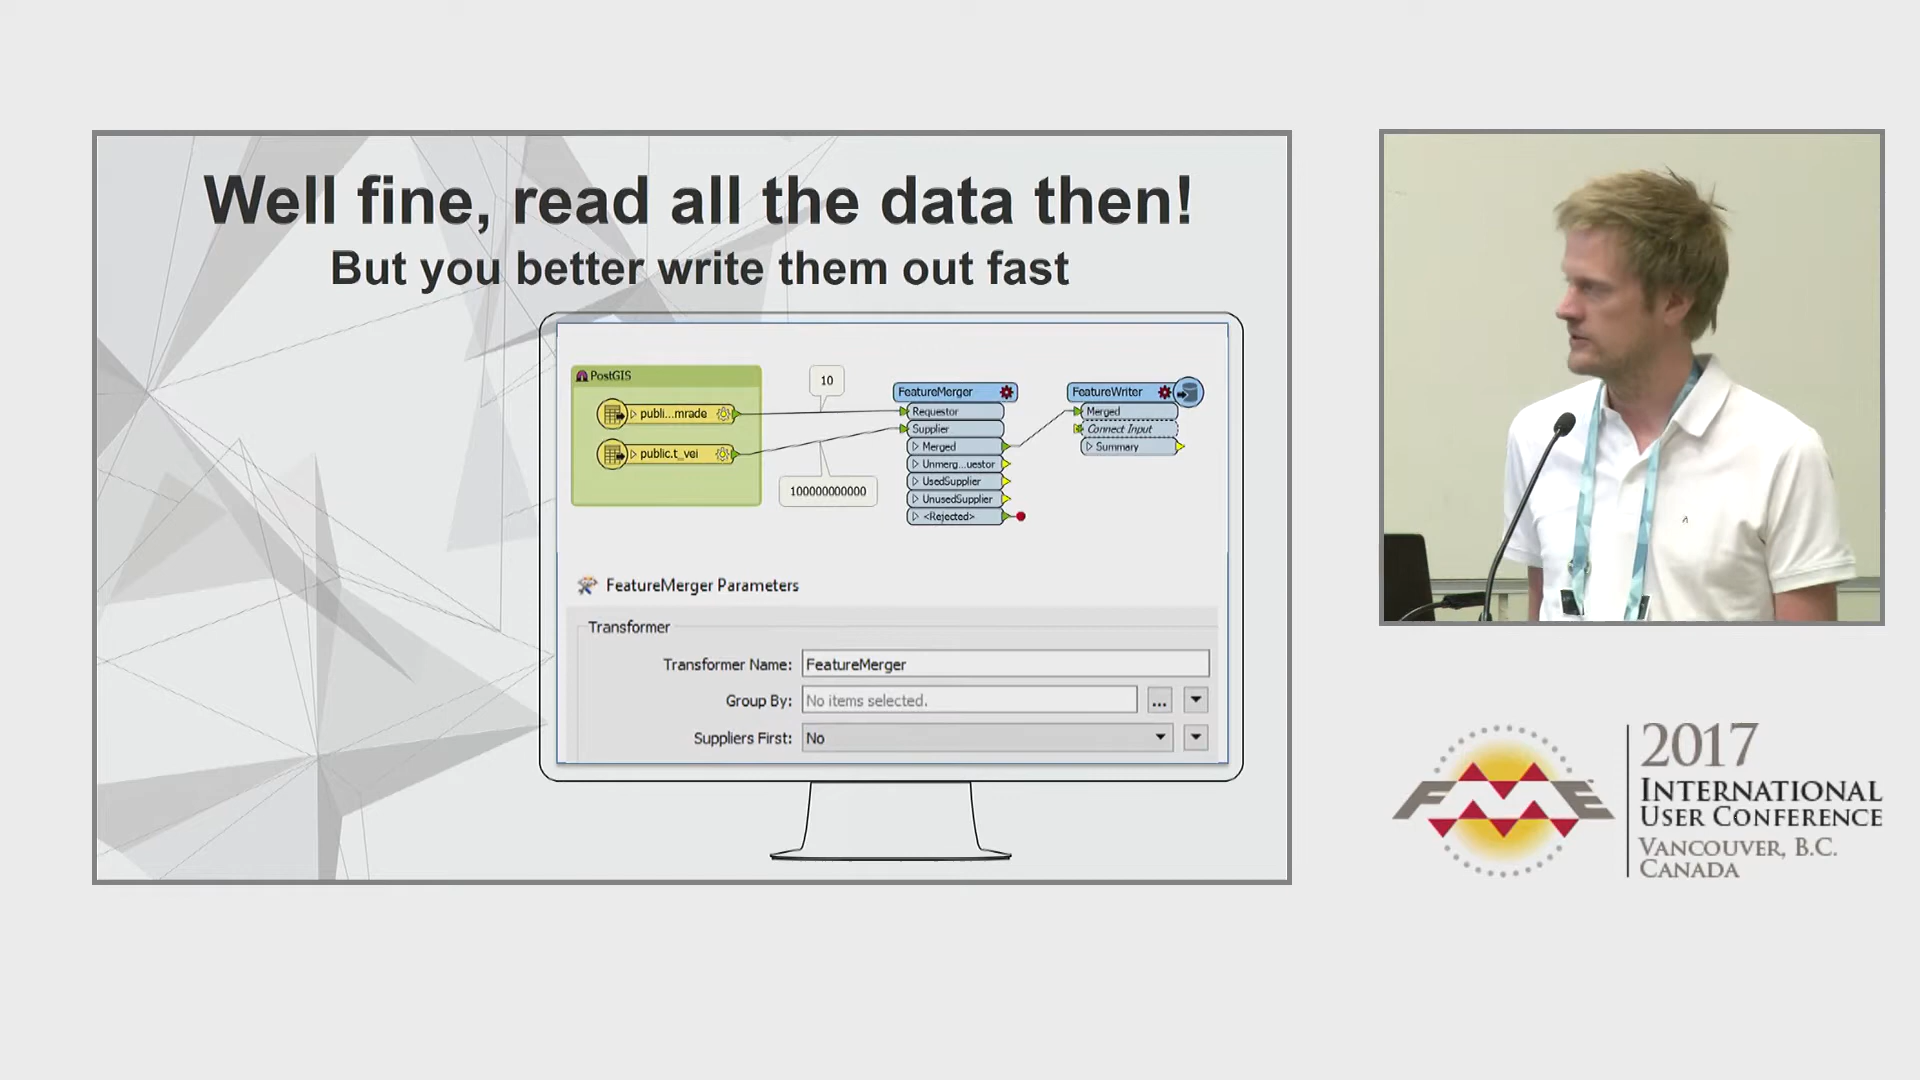 Well fine, read all the data then!
But you better write them out fast
PostGIS
publi...mrade
public.t_vei
10
100000000000
FeatureMerger
Requestor
Supplier
Merged
Unmerg...uestor
UsedSupplier
UnusedSupplier
<Rejected>
FeatureWriter
Merged
Connect Input
Summary
FeatureMerger Parameters
Transformer
Transformer Name: FeatureMerger
Group By: No items selected. ...
Suppliers First: No
FME
2017
INTERNATIONAL
USER CONFERENCE
VANCOUVER, B.C.
CANADA